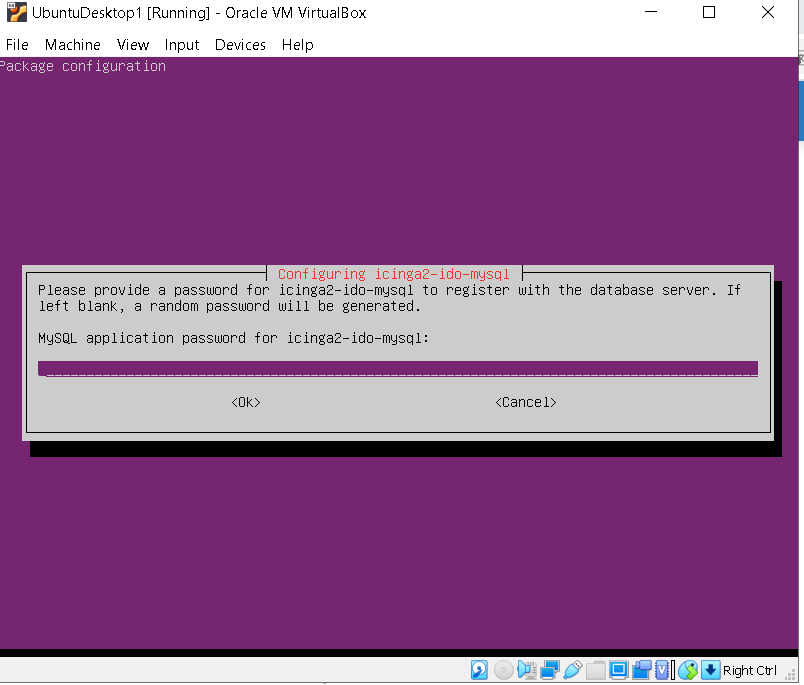 UbuntuDesktop1 [Running] - Oracle VM VirtualBox
File Machine View Input Devices Help
Package configuration
Configuring icinga2-ido-mysql
Please provide a password for icinga2-ido-mysql to register with the database server. If
left blank, a random password will be generated.
MySQL application password for icinga2-ido-mysql:
<Ok> <Cancel>
Right Ctrl